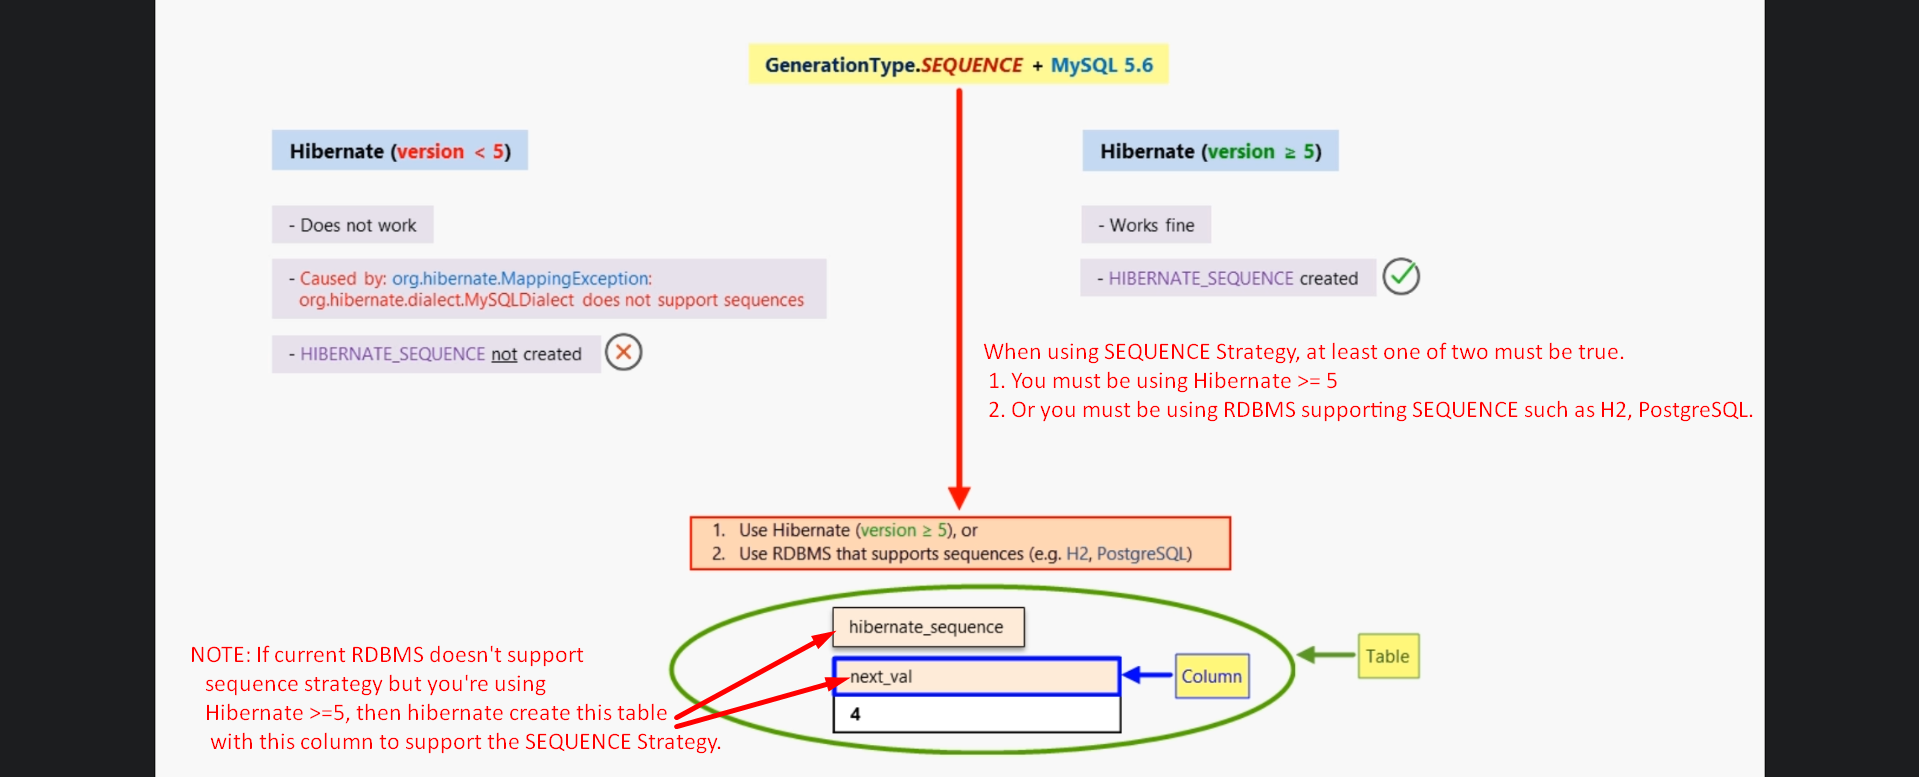 GenerationType.SEQUENCE + MySQL 5.6
Hibernate (version < 5)
- Does not work
- Caused by: org.hibernate.MappingException:
org.hibernate.dialect.MySQLDialect does not support sequences
- HIBERNATE_SEQUENCE not created
Hibernate (version ≥ 5)
- Works fine
- HIBERNATE_SEQUENCE created
When using SEQUENCE Strategy, at least one of two must be true.
1. You must be using Hibernate >= 5
2. Or you must be using RDBMS supporting SEQUENCE such as H2, PostgreSQL.
1. Use Hibernate (version ≥ 5), or
2. Use RDBMS that supports sequences (e.g. H2, PostgreSQL)
NOTE: If current RDBMS doesn't support
sequence strategy but you're using
Hibernate >=5, then hibernate create this table
with this column to support the SEQUENCE Strategy.
hibernate_sequence
next_val
4
Column
Table